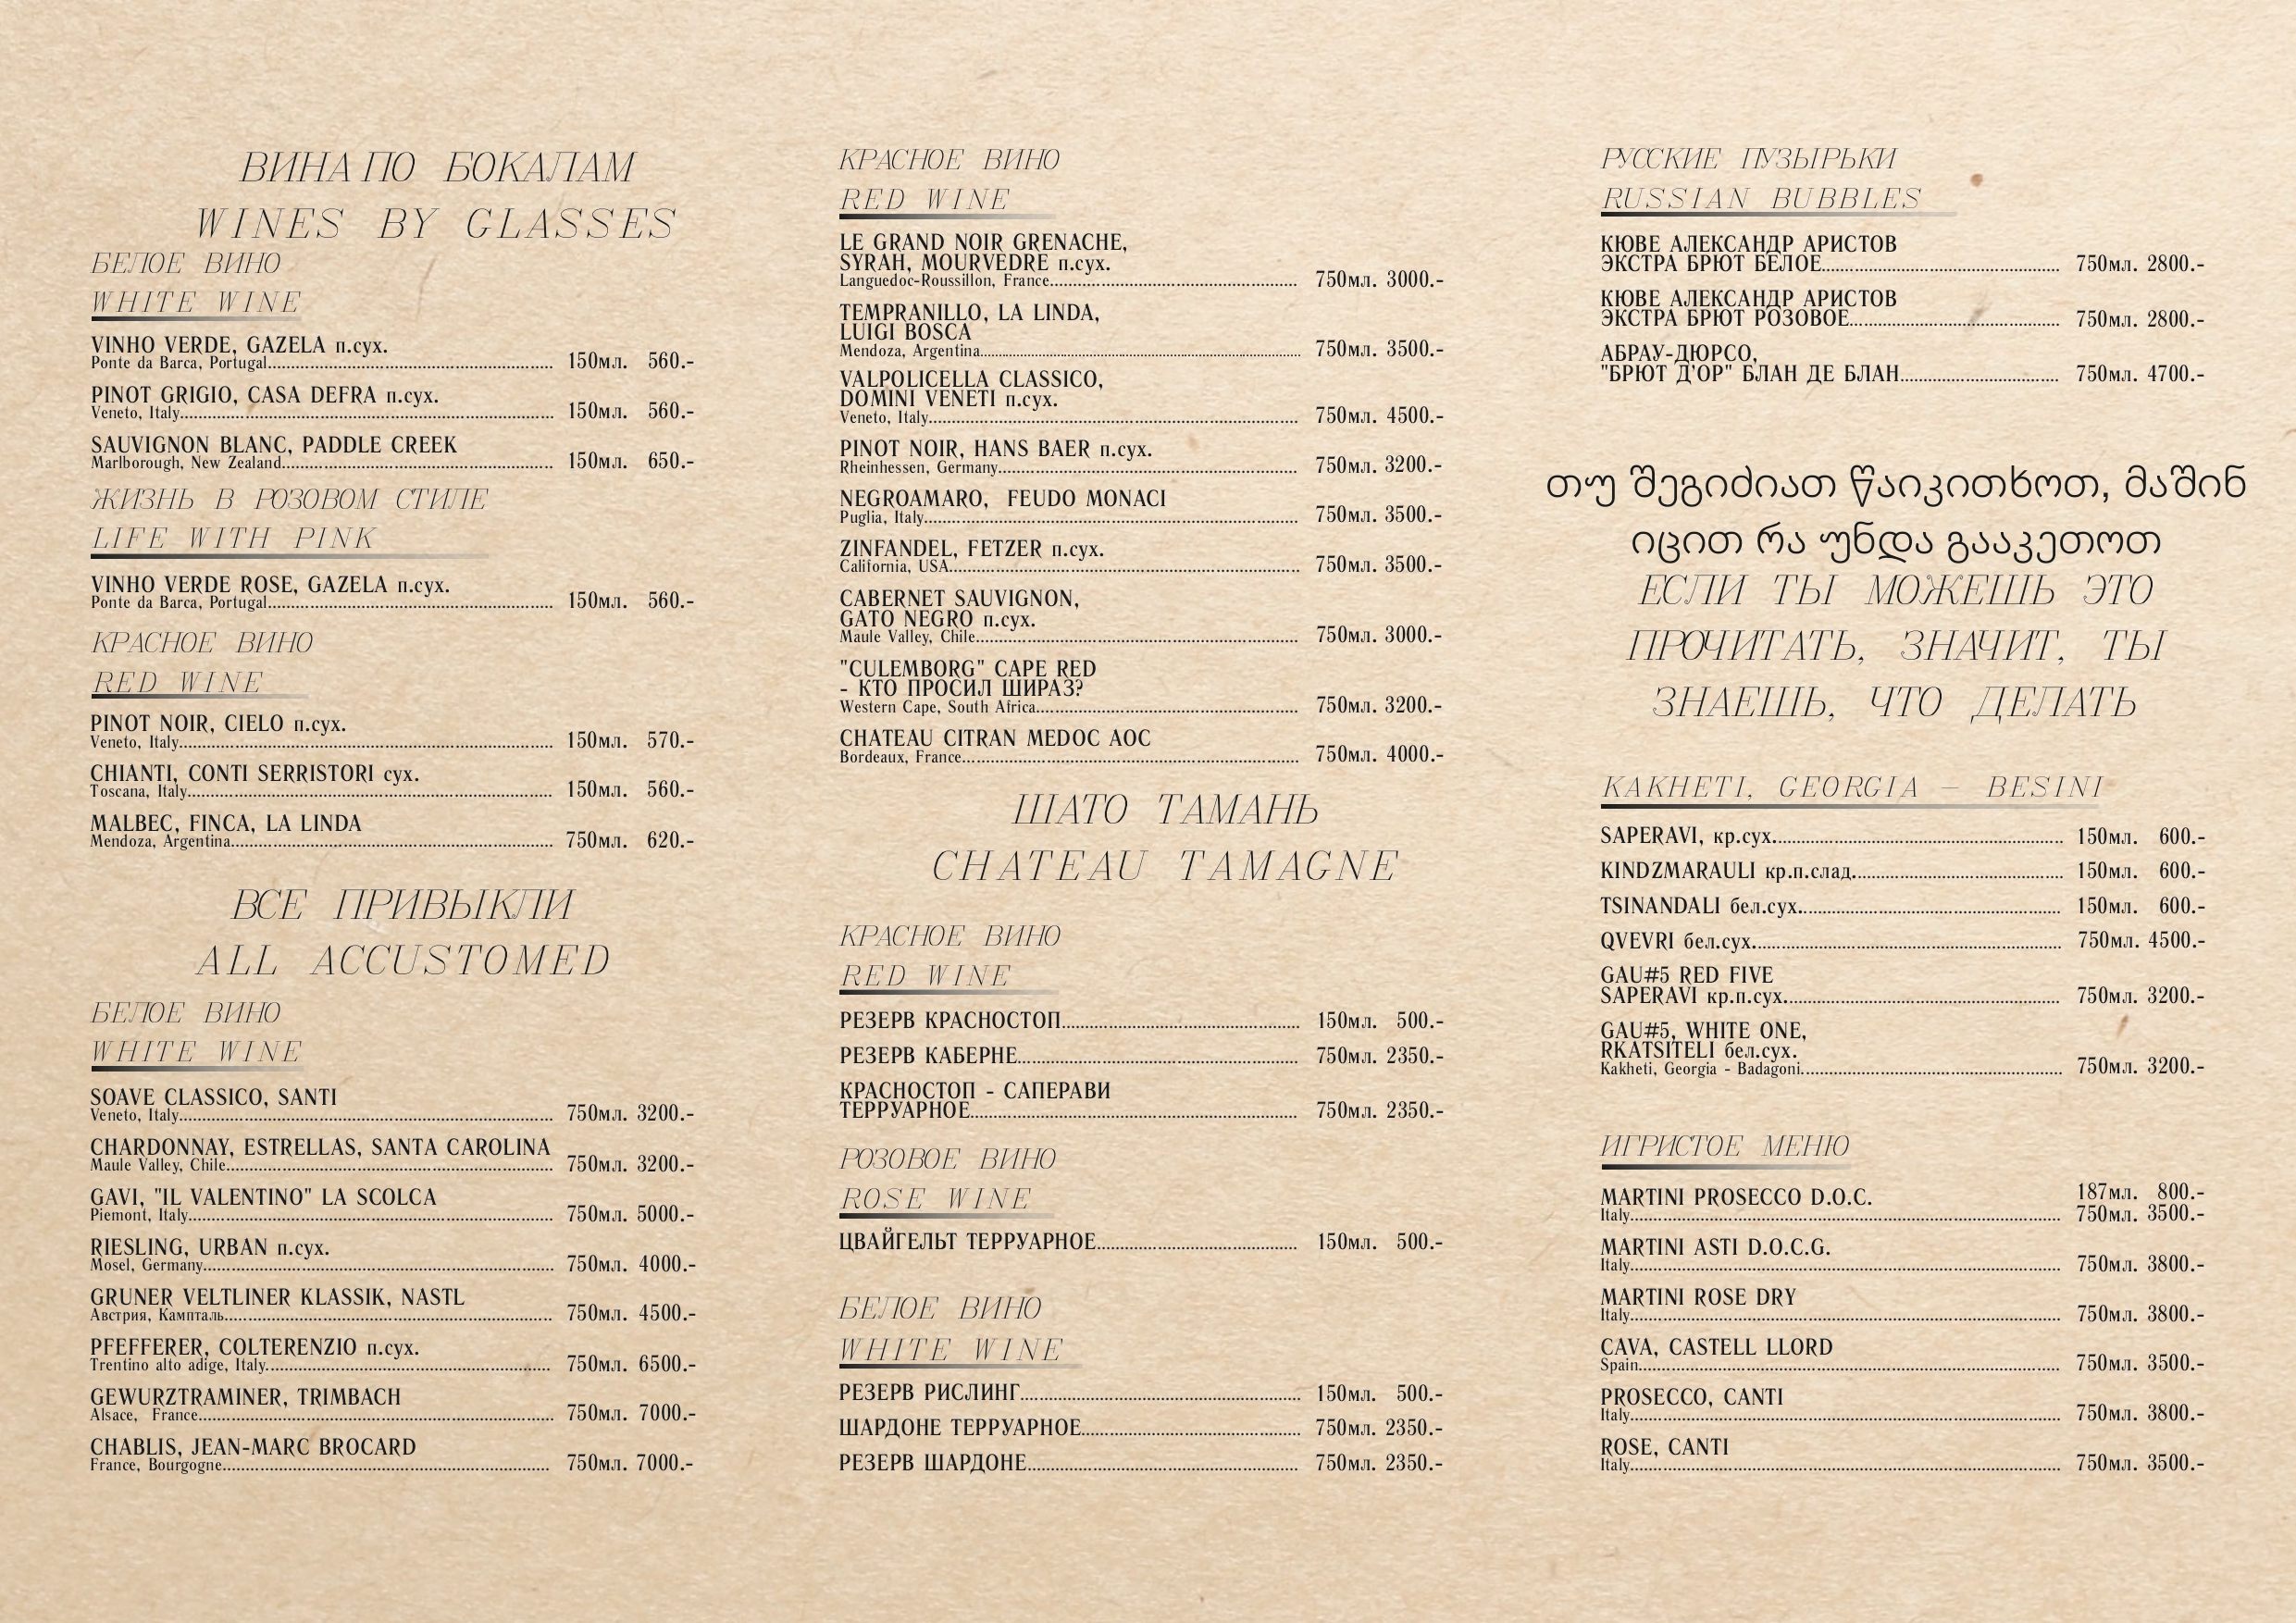 ВИНА ПО БОКАЛАМ
WINES BY GLASSES
БЕЛОЕ ВИНО
WHITE WINE
VINHO VERDE, GAZELA п.сух.
Ponte da Barca, Portugal 150мл. 560.-
PINOT GRIGIO, CASA DEFRA п.сух.
Veneto, Italy 150мл. 560.-
SAUVIGNON BLANC, PADDLE CREEK
Marlborough, New Zealand 150мл. 650.-
ЖИЗНЬ В РОЗОВОМ СТИЛЕ
LIFE WITH PINK
VINHO VERDE ROSE, GAZELA п.сух.
Ponte da Barca, Portugal 150мл. 560.-
КРАСНОЕ ВИНО
RED WINE
PINOT NOIR, CIELO п.сух.
Veneto, Italy 150мл. 570.-
CHIANTI, CONTI SERRISTORI сух.
Toscana, Italy 150мл. 560.-
MALBEC, FINCA, LA LINDA
Mendoza, Argentina 750мл. 620.-
ВСЕ ПРИВЫКЛИ
ALL ACCUSTOMED
БЕЛОЕ ВИНО
WHITE WINE
SOAVE CLASSICO, SANTI
Veneto, Italy 750мл. 3200.-
CHARDONNAY, ESTRELLAS, SANTA CAROLINA
Maule Valley, Chile 750мл. 3200.-
GAVI, "IL VALENTINO" LA SCOLCA
Piemont, Italy 750мл. 5000.-
RIESLING, URBAN п.сух.
Mosel, Germany 750мл. 4000.-
GRUNER VELTLINER KLASSIK, NASTL
Австрия, Кампталь 750мл. 4500.-
PFEFFERER, COLTERENZIO п.сух.
Trentino alto adige, Italy 750мл. 6500.-
GEWURZTRAMINER, TRIMBACH
Alsace, France 750мл. 7000.-
CHABLIS, JEAN-MARC BROCARD
France, Bourgogne 750мл. 7000.-
КРАСНОЕ ВИНО
RED WINE
LE GRAND NOIR GRENACHE,
SYRAH, MOURVEDRE п.сух.
Languedoc-Roussillon, France 750мл. 3000.-
TEMPRANILLO, LA LINDA,
LUIGI BOSCA
Mendoza, Argentina 750мл. 3500.-
VALPOLICELLA CLASSICO,
DOMINI VENETI п.сух.
Veneto, Italy 750мл. 4500.-
PINOT NOIR, HANS BAER п.сух.
Rheinhessen, Germany 750мл. 3200.-
NEGROAMARO, FEUDO MONACI
Puglia, Italy 750мл. 3500.-
ZINFANDEL, FETZER п.сух.
California, USA 750мл. 3500.-
CABERNET SAUVIGNON,
GATO NEGRO п.сух.
Maule Valley, Chile 750мл. 3000.-
"CULEMBORG" CAPE RED
- КТО ПРОСИЛ ШИРАЗ?
Western Cape, South Africa 750мл. 3200.-
CHATEAU CITRAN MEDOC AOC
Bordeaux, France 750мл. 4000.-
ШАТО ТАМАНЬ
CHATEAU TAMAGNE
КРАСНОЕ ВИНО
RED WINE
РЕЗЕРВ КРАСНОСТОП 150мл. 500.-
РЕЗЕРВ КАБЕРНЕ 750мл. 2350.-
КРАСНОСТОП - САПЕРАВИ
ТЕРРУАРНОЕ 750мл. 2350.-
РОЗОВОЕ ВИНО
ROSE WINE
ЦВАЙГЕЛЬТ ТЕРРУАРНОЕ 150мл. 500.-
БЕЛОЕ ВИНО
WHITE WINE
РЕЗЕРВ РИСЛИНГ 150мл. 500.-
ШАРДОНЕ ТЕРРУАРНОЕ 750мл. 2350.-
РЕЗЕРВ ШАРДОНЕ 750мл. 2350.-
РУССКИЕ ПУЗЫРЬКИ
RUSSIAN BUBBLES
КЮВЕ АЛЕКСАНДР АРИСТОВ
ЭКСТРА БРЮТ БЕЛОЕ 750мл. 2800.-
КЮВЕ АЛЕКСАНДР АРИСТОВ
ЭКСТРА БРЮТ РОЗОВОЕ 750мл. 2800.-
АБРАУ-ДЮРСО,
"БРЮТ Д'ОР" БЛАН ДЕ БЛАН 750мл. 4700.-
თუ შეგიძიათ წაიკითხოთ, მაშინ
იცით რა უნდა გააკეთოთ
ЕСЛИ ТЫ МОЖЕШЬ ЭТО
ПРОЧИТАТЬ, ЗНАЧИТ, ТЫ
ЗНАЕШЬ, ЧТО ДЕЛАТЬ
KAKHETI, GEORGIA – BESINI
SAPERAVI, кр.сух. 150мл. 600.-
KINDZMARAULI кр.п.слад. 150мл. 600.-
TSINANDALI бел.сух. 150мл. 600.-
QVEVRI бел.сух. 750мл. 4500.-
GAU#5 RED FIVE
SAPERAVI кр.п.сух. 750мл. 3200.-
GAU#5, WHITE ONE,
RKATSITELI бел.сух.
Kakheti, Georgia - Badagoni 750мл. 3200.-
ИГРИСТОЕ МЕНЮ
MARTINI PROSECCO D.O.C. 187мл. 800.-
Italy 750мл. 3500.-
MARTINI ASTI D.O.C.G.
Italy 750мл. 3800.-
MARTINI ROSE DRY
Italy 750мл. 3800.-
CAVA, CASTELL LLORD
Spain 750мл. 3500.-
PROSECCO, CANTI
Italy 750мл. 3800.-
ROSE, CANTI
Italy 750мл. 3500.-